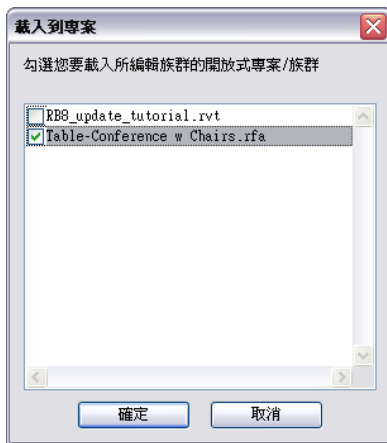 載入到專案
勾選您要載入所編輯族群的開放式專案/族群
RB8_update_tutorial.rvt
Table-Conference w Chairs.rfa
確定
取消